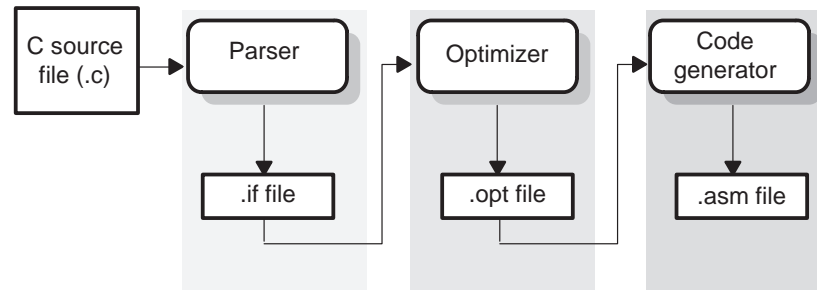 C source
file (.c)
Parser
Optimizer
Code
generator
.if file
.opt file
.asm file